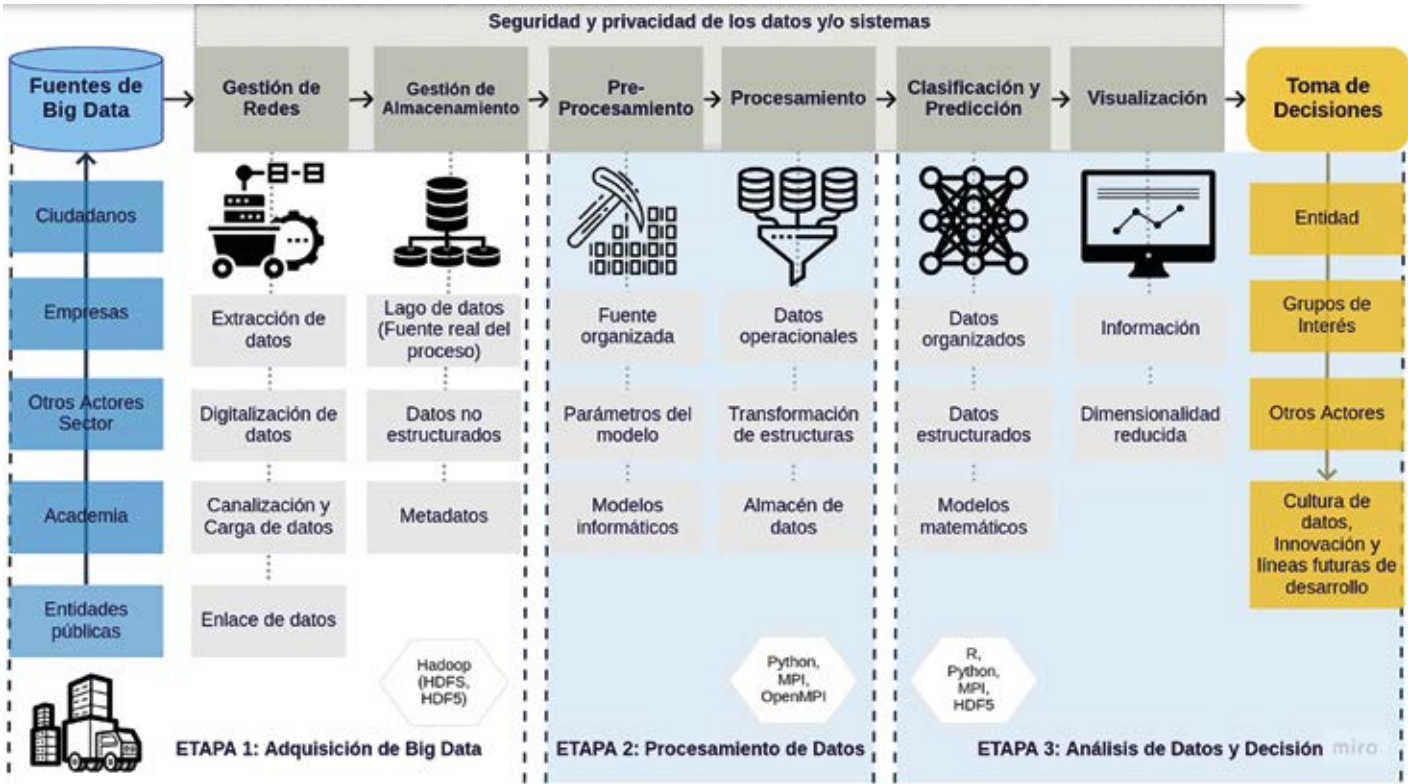 Seguridad y privacidad de los datos y/o sistemas
Fuentes de
Big Data
Gestión de
Redes
Gestión de
Almacenamiento
Pre-
Procesamiento
Procesamiento
Clasificación y
Predicción
Visualización
Toma de
Decisiones
Ciudadanos
Empresas
Otros Actores
Sector
Academia
Entidades
públicas
Extracción de
datos
Digitalización de
datos
Canalización y
Carga de datos
Enlace de datos
Lago de datos
(Fuente real del
proceso)
Datos no
estructurados
Metadatos
Hadoop
(HDFS,
HDF5)
Fuente
organizada
Parámetros del
modelo
Modelos
informáticos
Datos
operacionales
Transformación
de estructuras
Almacén de
datos
Python,
MPI,
OpenMPI
Datos
organizados
Datos
estructurados
Modelos
matemáticos
R,
Python,
MPI,
HDF5
Información
Dimensionalidad
reducida
Entidad
Grupos de
Interés
Otros Actores
Cultura de
datos,
Innovación y
líneas futuras de
desarrollo
ETAPA 1: Adquisición de Big Data
ETAPA 2: Procesamiento de Datos
ETAPA 3: Análisis de Datos y Decisión
miro